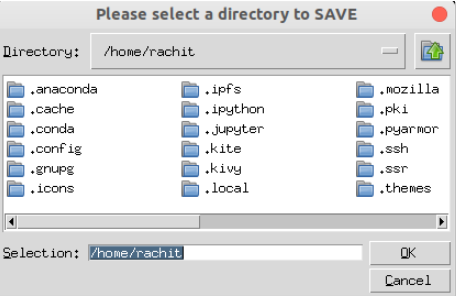 Please select a directory to SAVE
Directory: /home/rachit
.anaconda .ipfs .mozilla
.cache .ipython .pki
.conda .jupyter .pyarmor
.config .kite .ssh
.gnupg .kivy .ssr
.icons .local .themes
Selection: /home/rachit OK
Cancel